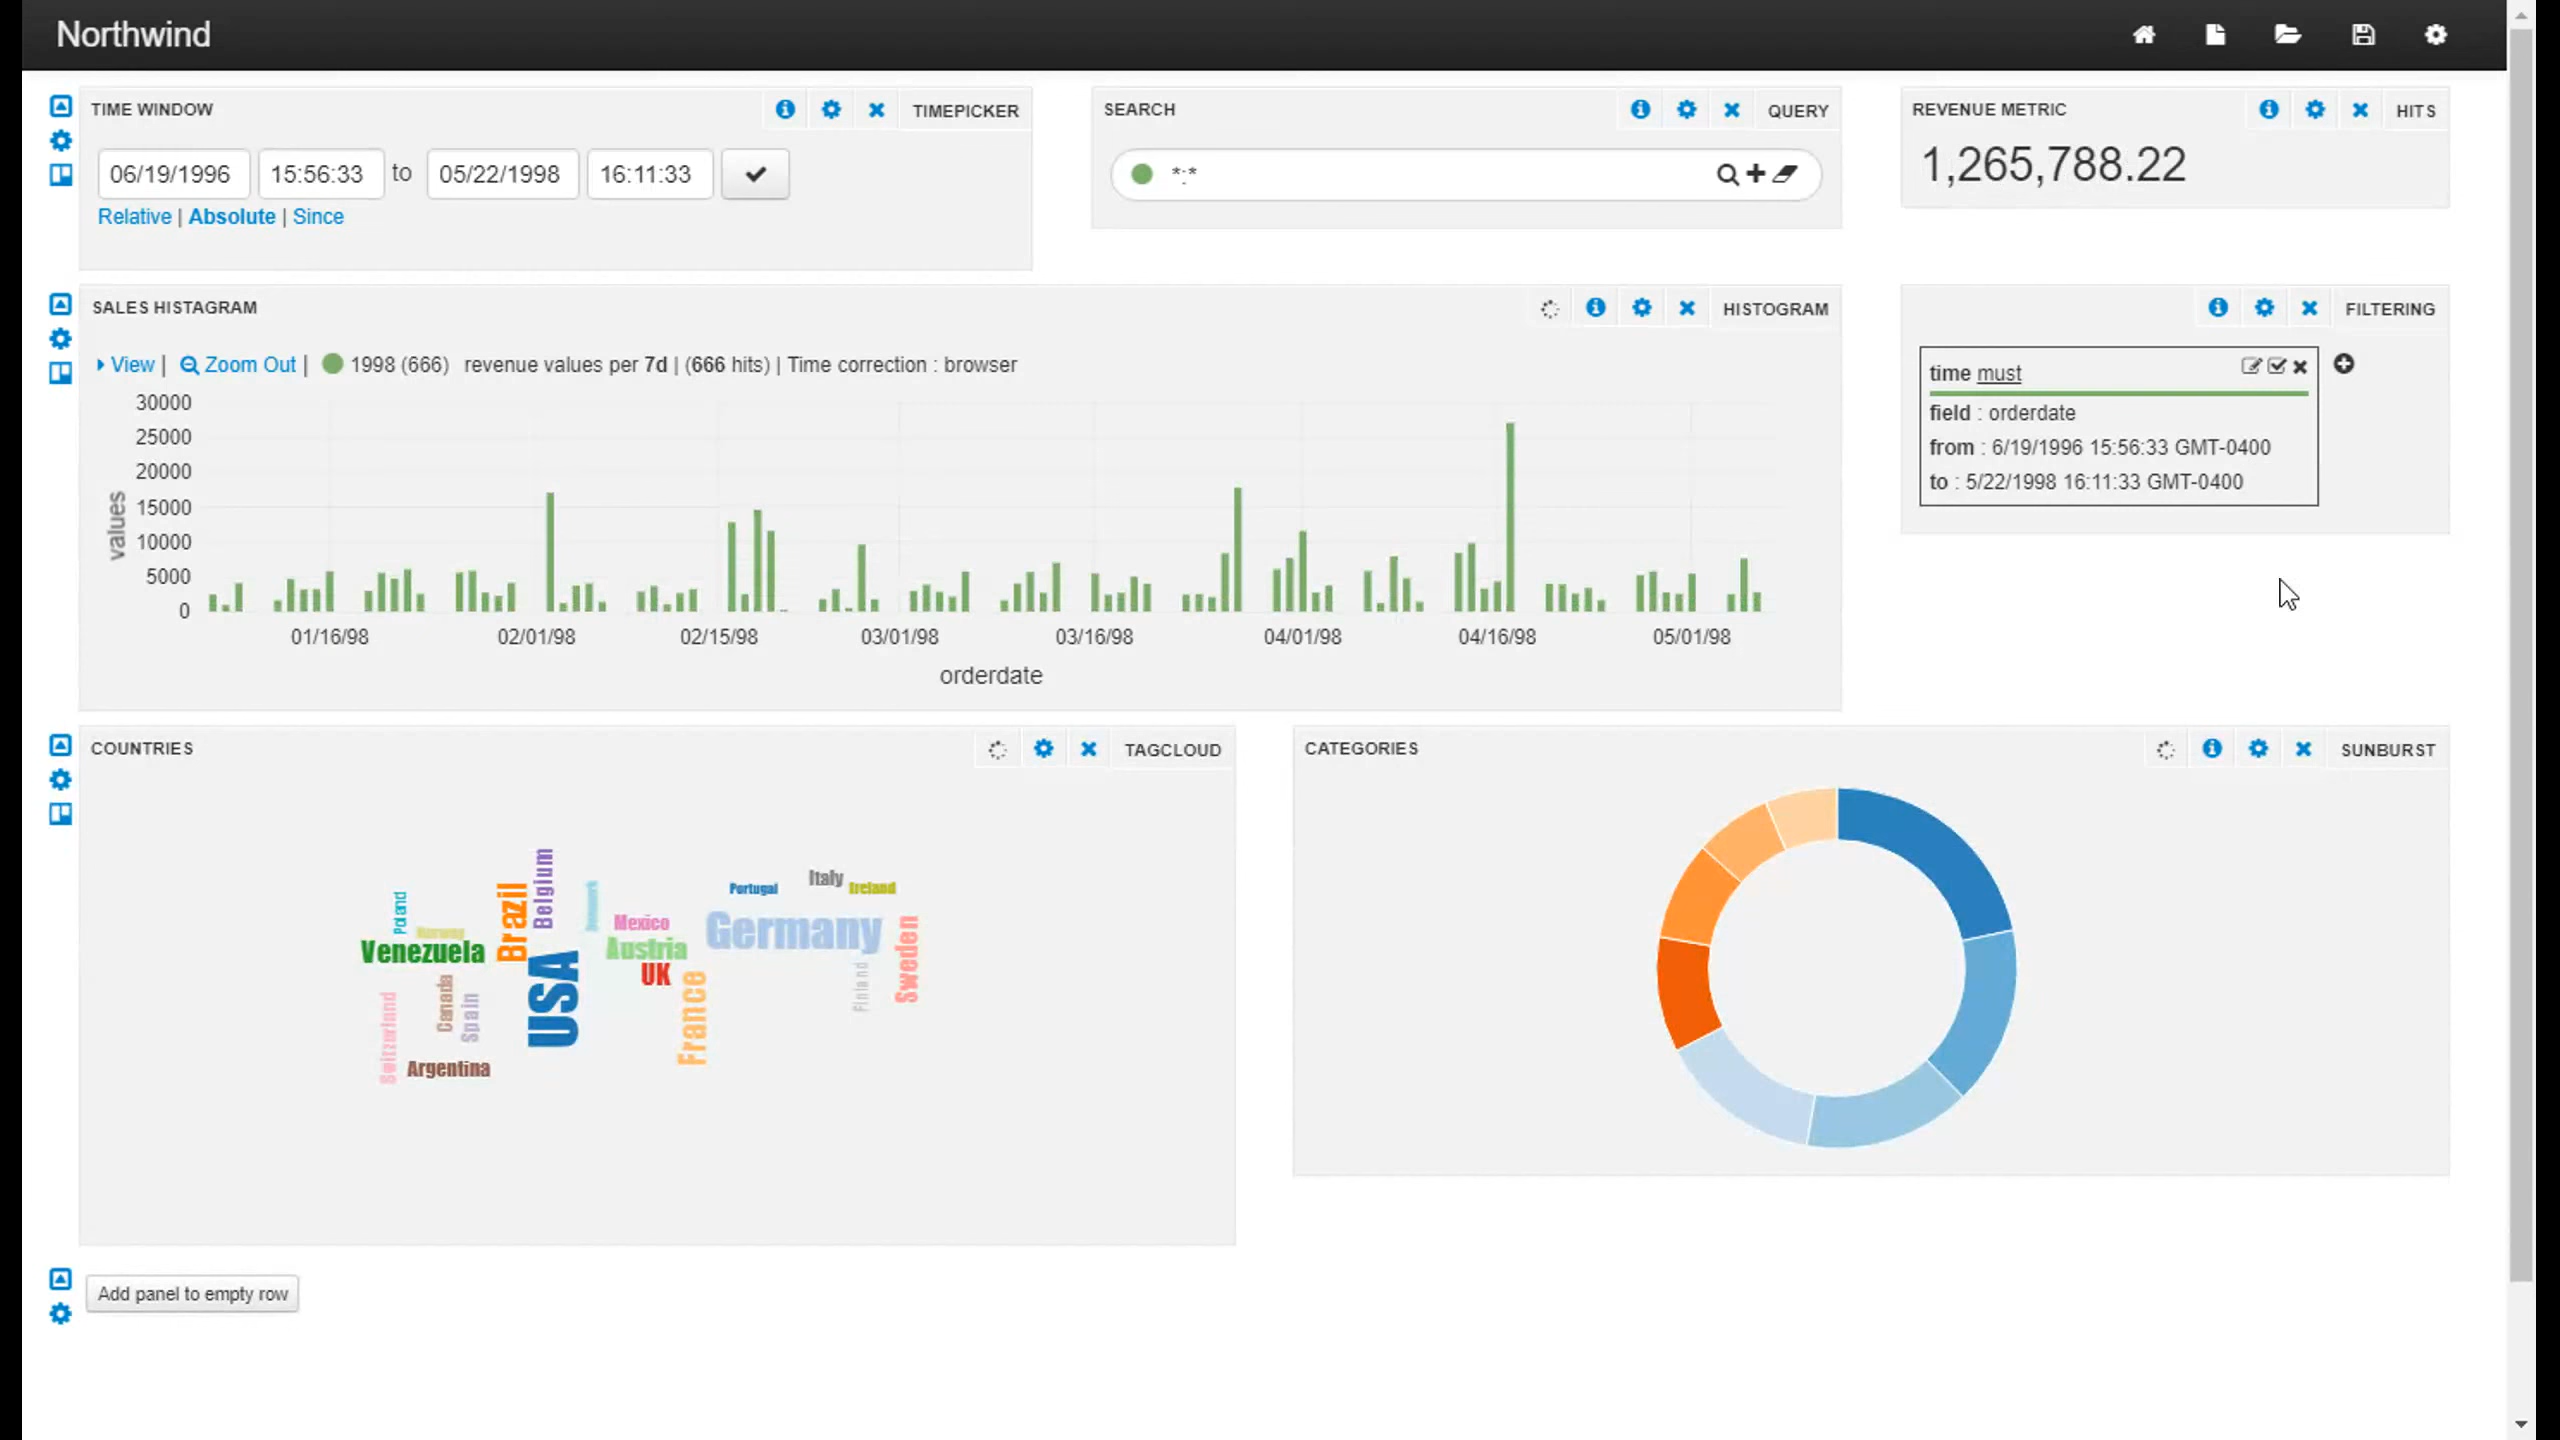 Northwind
TIME WINDOW
TIMEPICKER
06/19/1996 15:56:33 to 05/22/1998 16:11:33
Relative | Absolute | Since
SEARCH
QUERY
*:*
REVENUE METRIC
HITS
1,265,788.22
SALES HISTAGRAM
HISTOGRAM
View | Zoom Out | 1998 (666) revenue values per 7d | (666 hits) | Time correction : browser
values
30000
25000
20000
15000
10000
5000
0
01/16/98 02/01/98 02/15/98 03/01/98 03/16/98 04/01/98 04/16/98 05/01/98
orderdate
FILTERING
time must
field : orderdate
from : 6/19/1996 15:56:33 GMT-0400
to : 5/22/1998 16:11:33 GMT-0400
COUNTRIES
TAGCLOUD
Poland
Norway
Venezuela
Brazil
Belgium
Denmark
Mexico
Austria
UK
USA
France
Portugal
Italy
Ireland
Germany
Finland
Sweden
Switzerland
Canada
Spain
Argentina
CATEGORIES
SUNBURST
Add panel to empty row